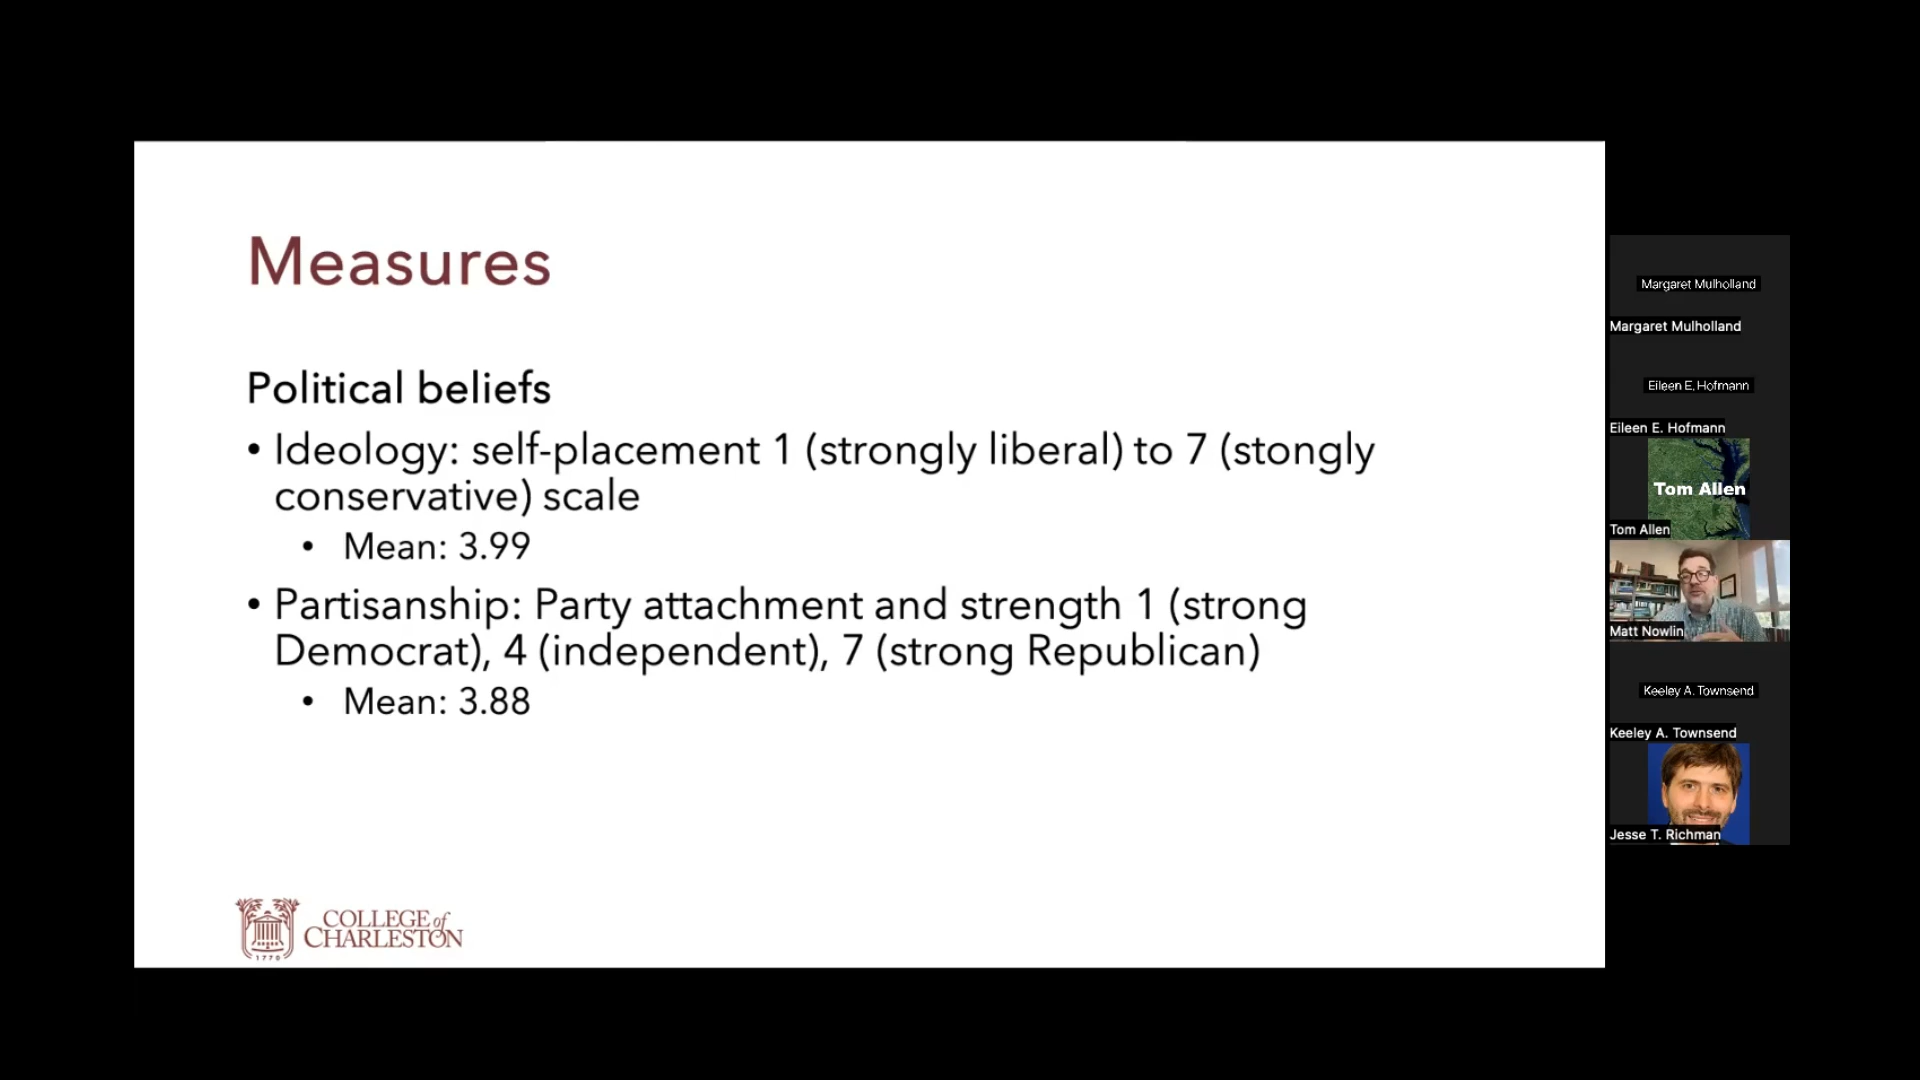 Measures
Political beliefs
• Ideology: self-placement 1 (strongly liberal) to 7 (stongly
conservative) scale
• Mean: 3.99
• Partisanship: Party attachment and strength 1 (strong
Democrat), 4 (independent), 7 (strong Republican)
• Mean: 3.88
COLLEGE of
CHARLESTON
1770
Margaret Mulholland
Margaret Mulholland
Eileen E. Hofmann
Eileen E. Hofmann
Tom Allen
Tom Allen
Matt Nowlin
Keeley A. Townsend
Keeley A. Townsend
Jesse T. Richman